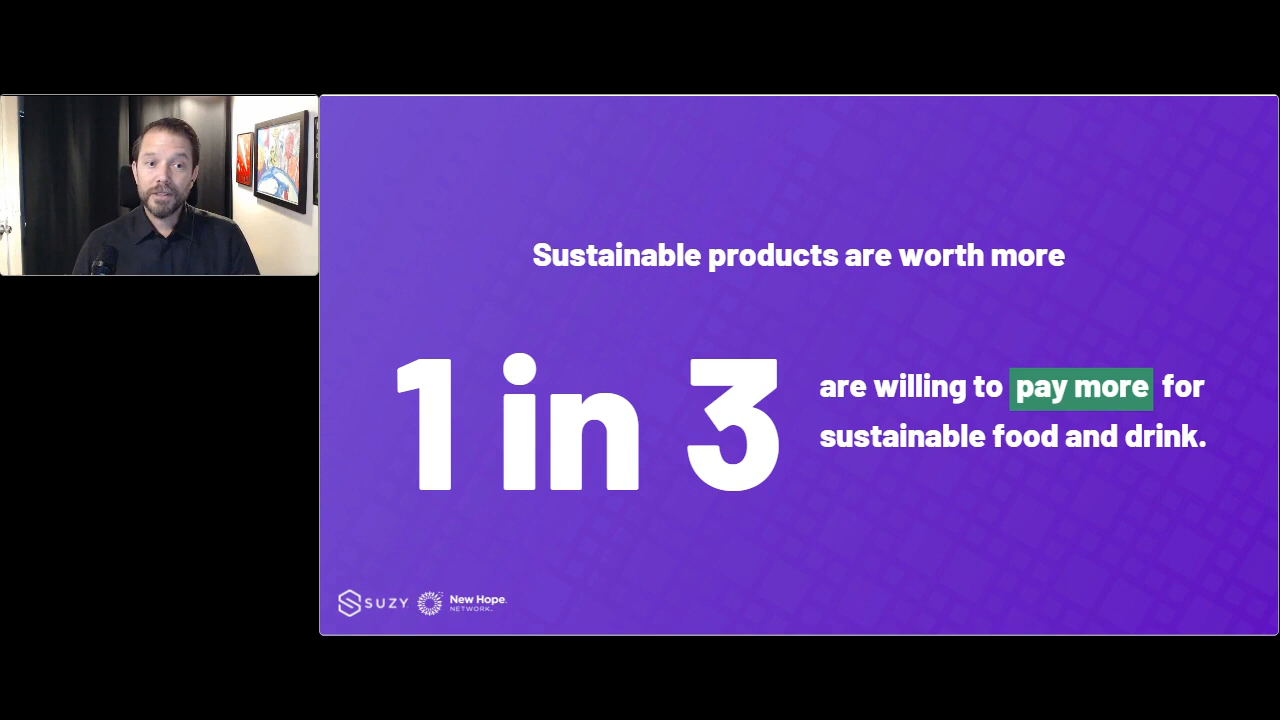 Sustainable products are worth more
1 in 3
are willing to pay more for
sustainable food and drink.
SUZY
New Hope
NETWORK